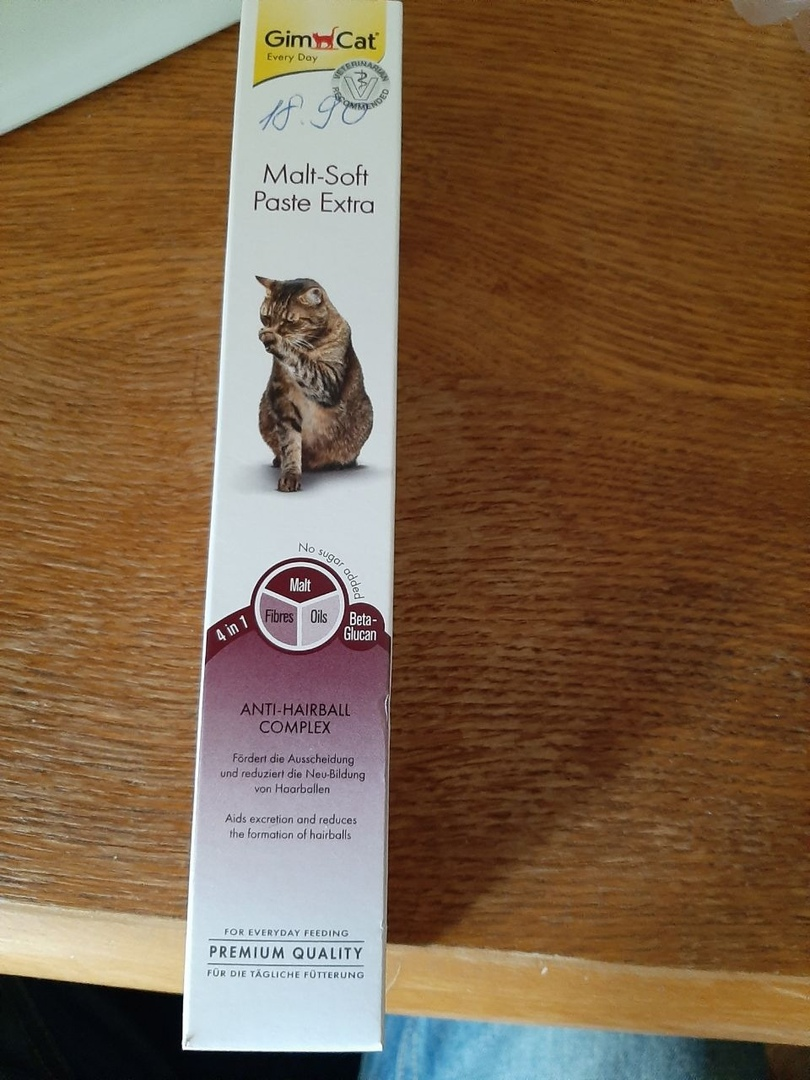 GimCat®
Every Day
VETERINARIAN RECOMMENDED
18.90
Malt-Soft
Paste Extra
No sugar added
Malt
Fibres
Oils
Beta-
Glucan
4 in 1
ANTI-HAIRBALL
COMPLEX
Fördert die Ausscheidung
und reduziert die Neu-Bildung
von Haarballen
Aids excretion and reduces
the formation of hairballs
FOR EVERYDAY FEEDING
PREMIUM QUALITY
FÜR DIE TÄGLICHE FÜTTERUNG